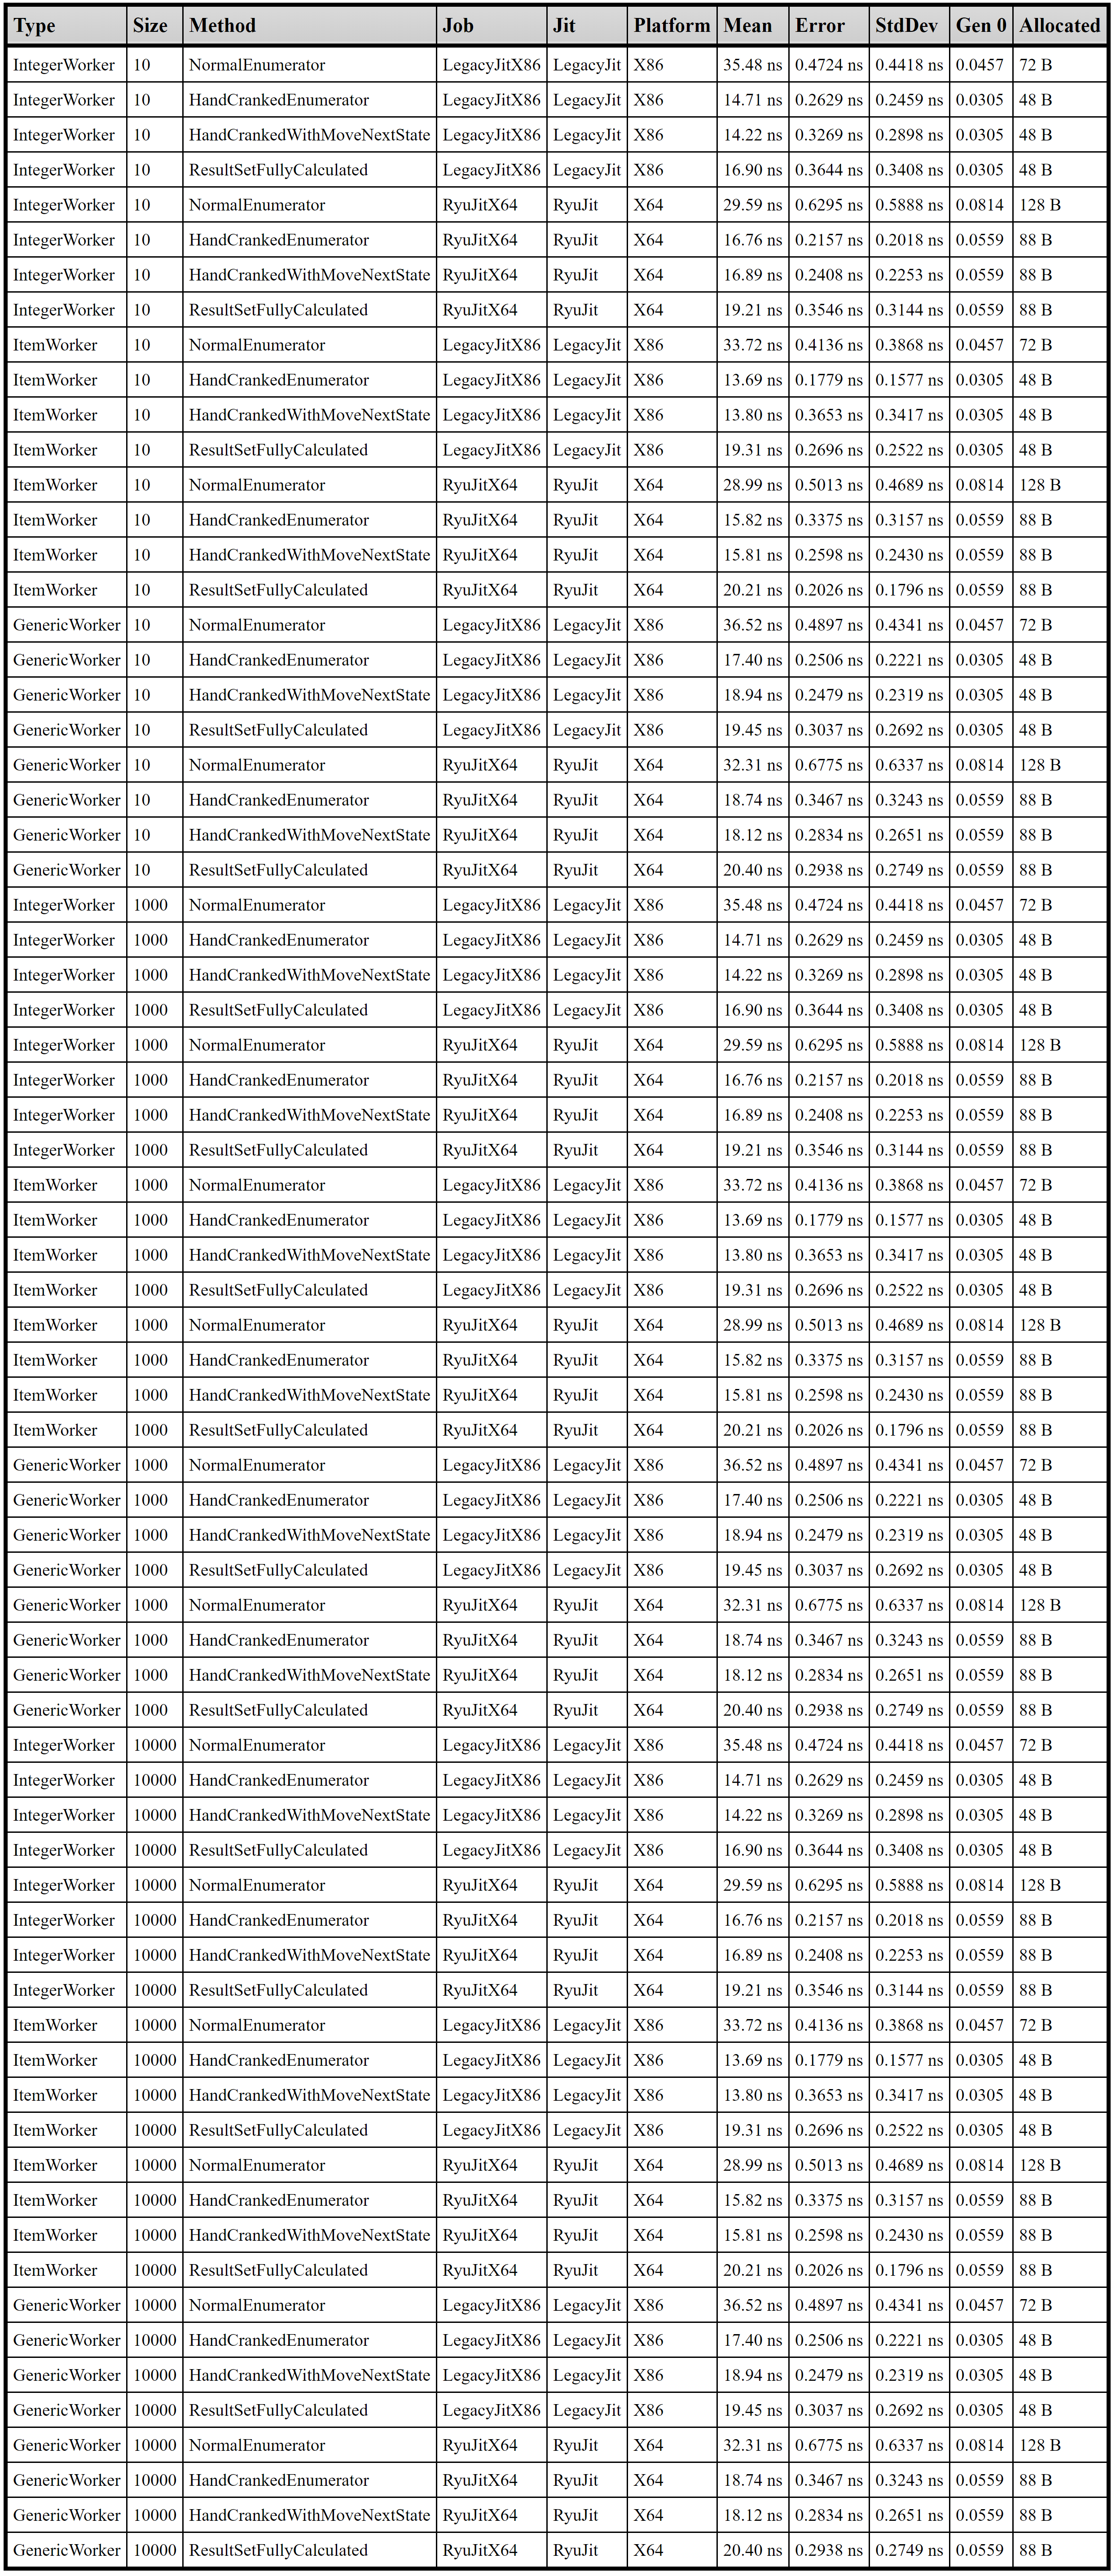 Type Size Method Job Jit Platform Mean Error StdDev Gen 0 Allocated
IntegerWorker 10 NormalEnumerator LegacyJitX86 LegacyJit X86 35.48 ns 0.4724 ns 0.4418 ns 0.0457 72 B
IntegerWorker 10 HandCrankedEnumerator LegacyJitX86 LegacyJit X86 14.71 ns 0.2629 ns 0.2459 ns 0.0305 48 B
IntegerWorker 10 HandCrankedWithMoveNextState LegacyJitX86 LegacyJit X86 14.22 ns 0.3269 ns 0.2898 ns 0.0305 48 B
IntegerWorker 10 ResultSetFullyCalculated LegacyJitX86 LegacyJit X86 16.90 ns 0.3644 ns 0.3408 ns 0.0305 48 B
IntegerWorker 10 NormalEnumerator RyuJitX64 RyuJit X64 29.59 ns 0.6295 ns 0.5888 ns 0.0814 128 B
IntegerWorker 10 HandCrankedEnumerator RyuJitX64 RyuJit X64 16.76 ns 0.2157 ns 0.2018 ns 0.0559 88 B
IntegerWorker 10 HandCrankedWithMoveNextState RyuJitX64 RyuJit X64 16.89 ns 0.2408 ns 0.2253 ns 0.0559 88 B
IntegerWorker 10 ResultSetFullyCalculated RyuJitX64 RyuJit X64 19.21 ns 0.3546 ns 0.3144 ns 0.0559 88 B
ItemWorker 10 NormalEnumerator LegacyJitX86 LegacyJit X86 33.72 ns 0.4136 ns 0.3868 ns 0.0457 72 B
ItemWorker 10 HandCrankedEnumerator LegacyJitX86 LegacyJit X86 13.69 ns 0.1779 ns 0.1577 ns 0.0305 48 B
ItemWorker 10 HandCrankedWithMoveNextState LegacyJitX86 LegacyJit X86 13.80 ns 0.3653 ns 0.3417 ns 0.0305 48 B
ItemWorker 10 ResultSetFullyCalculated LegacyJitX86 LegacyJit X86 19.31 ns 0.2696 ns 0.2522 ns 0.0305 48 B
ItemWorker 10 NormalEnumerator RyuJitX64 RyuJit X64 28.99 ns 0.5013 ns 0.4689 ns 0.0814 128 B
ItemWorker 10 HandCrankedEnumerator RyuJitX64 RyuJit X64 15.82 ns 0.3375 ns 0.3157 ns 0.0559 88 B
ItemWorker 10 HandCrankedWithMoveNextState RyuJitX64 RyuJit X64 15.81 ns 0.2598 ns 0.2430 ns 0.0559 88 B
ItemWorker 10 ResultSetFullyCalculated RyuJitX64 RyuJit X64 20.21 ns 0.2026 ns 0.1796 ns 0.0559 88 B
GenericWorker 10 NormalEnumerator LegacyJitX86 LegacyJit X86 36.52 ns 0.4897 ns 0.4341 ns 0.0457 72 B
GenericWorker 10 HandCrankedEnumerator LegacyJitX86 LegacyJit X86 17.40 ns 0.2506 ns 0.2221 ns 0.0305 48 B
GenericWorker 10 HandCrankedWithMoveNextState LegacyJitX86 LegacyJit X86 18.94 ns 0.2479 ns 0.2319 ns 0.0305 48 B
GenericWorker 10 ResultSetFullyCalculated LegacyJitX86 LegacyJit X86 19.45 ns 0.3037 ns 0.2692 ns 0.0305 48 B
GenericWorker 10 NormalEnumerator RyuJitX64 RyuJit X64 32.31 ns 0.6775 ns 0.6337 ns 0.0814 128 B
GenericWorker 10 HandCrankedEnumerator RyuJitX64 RyuJit X64 18.74 ns 0.3467 ns 0.3243 ns 0.0559 88 B
GenericWorker 10 HandCrankedWithMoveNextState RyuJitX64 RyuJit X64 18.12 ns 0.2834 ns 0.2651 ns 0.0559 88 B
GenericWorker 10 ResultSetFullyCalculated RyuJitX64 RyuJit X64 20.40 ns 0.2938 ns 0.2749 ns 0.0559 88 B
IntegerWorker 1000 NormalEnumerator LegacyJitX86 LegacyJit X86 35.48 ns 0.4724 ns 0.4418 ns 0.0457 72 B
IntegerWorker 1000 HandCrankedEnumerator LegacyJitX86 LegacyJit X86 14.71 ns 0.2629 ns 0.2459 ns 0.0305 48 B
IntegerWorker 1000 HandCrankedWithMoveNextState LegacyJitX86 LegacyJit X86 14.22 ns 0.3269 ns 0.2898 ns 0.0305 48 B
IntegerWorker 1000 ResultSetFullyCalculated LegacyJitX86 LegacyJit X86 16.90 ns 0.3644 ns 0.3408 ns 0.0305 48 B
IntegerWorker 1000 NormalEnumerator RyuJitX64 RyuJit X64 29.59 ns 0.6295 ns 0.5888 ns 0.0814 128 B
IntegerWorker 1000 HandCrankedEnumerator RyuJitX64 RyuJit X64 16.76 ns 0.2157 ns 0.2018 ns 0.0559 88 B
IntegerWorker 1000 HandCrankedWithMoveNextState RyuJitX64 RyuJit X64 16.89 ns 0.2408 ns 0.2253 ns 0.0559 88 B
IntegerWorker 1000 ResultSetFullyCalculated RyuJitX64 RyuJit X64 19.21 ns 0.3546 ns 0.3144 ns 0.0559 88 B
ItemWorker 1000 NormalEnumerator LegacyJitX86 LegacyJit X86 33.72 ns 0.4136 ns 0.3868 ns 0.0457 72 B
ItemWorker 1000 HandCrankedEnumerator LegacyJitX86 LegacyJit X86 13.69 ns 0.1779 ns 0.1577 ns 0.0305 48 B
ItemWorker 1000 HandCrankedWithMoveNextState LegacyJitX86 LegacyJit X86 13.80 ns 0.3653 ns 0.3417 ns 0.0305 48 B
ItemWorker 1000 ResultSetFullyCalculated LegacyJitX86 LegacyJit X86 19.31 ns 0.2696 ns 0.2522 ns 0.0305 48 B
ItemWorker 1000 NormalEnumerator RyuJitX64 RyuJit X64 28.99 ns 0.5013 ns 0.4689 ns 0.0814 128 B
ItemWorker 1000 HandCrankedEnumerator RyuJitX64 RyuJit X64 15.82 ns 0.3375 ns 0.3157 ns 0.0559 88 B
ItemWorker 1000 HandCrankedWithMoveNextState RyuJitX64 RyuJit X64 15.81 ns 0.2598 ns 0.2430 ns 0.0559 88 B
ItemWorker 1000 ResultSetFullyCalculated RyuJitX64 RyuJit X64 20.21 ns 0.2026 ns 0.1796 ns 0.0559 88 B
GenericWorker 1000 NormalEnumerator LegacyJitX86 LegacyJit X86 36.52 ns 0.4897 ns 0.4341 ns 0.0457 72 B
GenericWorker 1000 HandCrankedEnumerator LegacyJitX86 LegacyJit X86 17.40 ns 0.2506 ns 0.2221 ns 0.0305 48 B
GenericWorker 1000 HandCrankedWithMoveNextState LegacyJitX86 LegacyJit X86 18.94 ns 0.2479 ns 0.2319 ns 0.0305 48 B
GenericWorker 1000 ResultSetFullyCalculated LegacyJitX86 LegacyJit X86 19.45 ns 0.3037 ns 0.2692 ns 0.0305 48 B
GenericWorker 1000 NormalEnumerator RyuJitX64 RyuJit X64 32.31 ns 0.6775 ns 0.6337 ns 0.0814 128 B
GenericWorker 1000 HandCrankedEnumerator RyuJitX64 RyuJit X64 18.74 ns 0.3467 ns 0.3243 ns 0.0559 88 B
GenericWorker 1000 HandCrankedWithMoveNextState RyuJitX64 RyuJit X64 18.12 ns 0.2834 ns 0.2651 ns 0.0559 88 B
GenericWorker 1000 ResultSetFullyCalculated RyuJitX64 RyuJit X64 20.40 ns 0.2938 ns 0.2749 ns 0.0559 88 B
IntegerWorker 10000 NormalEnumerator LegacyJitX86 LegacyJit X86 35.48 ns 0.4724 ns 0.4418 ns 0.0457 72 B
IntegerWorker 10000 HandCrankedEnumerator LegacyJitX86 LegacyJit X86 14.71 ns 0.2629 ns 0.2459 ns 0.0305 48 B
IntegerWorker 10000 HandCrankedWithMoveNextState LegacyJitX86 LegacyJit X86 14.22 ns 0.3269 ns 0.2898 ns 0.0305 48 B
IntegerWorker 10000 ResultSetFullyCalculated LegacyJitX86 LegacyJit X86 16.90 ns 0.3644 ns 0.3408 ns 0.0305 48 B
IntegerWorker 10000 NormalEnumerator RyuJitX64 RyuJit X64 29.59 ns 0.6295 ns 0.5888 ns 0.0814 128 B
IntegerWorker 10000 HandCrankedEnumerator RyuJitX64 RyuJit X64 16.76 ns 0.2157 ns 0.2018 ns 0.0559 88 B
IntegerWorker 10000 HandCrankedWithMoveNextState RyuJitX64 RyuJit X64 16.89 ns 0.2408 ns 0.2253 ns 0.0559 88 B
IntegerWorker 10000 ResultSetFullyCalculated RyuJitX64 RyuJit X64 19.21 ns 0.3546 ns 0.3144 ns 0.0559 88 B
ItemWorker 10000 NormalEnumerator LegacyJitX86 LegacyJit X86 33.72 ns 0.4136 ns 0.3868 ns 0.0457 72 B
ItemWorker 10000 HandCrankedEnumerator LegacyJitX86 LegacyJit X86 13.69 ns 0.1779 ns 0.1577 ns 0.0305 48 B
ItemWorker 10000 HandCrankedWithMoveNextState LegacyJitX86 LegacyJit X86 13.80 ns 0.3653 ns 0.3417 ns 0.0305 48 B
ItemWorker 10000 ResultSetFullyCalculated LegacyJitX86 LegacyJit X86 19.31 ns 0.2696 ns 0.2522 ns 0.0305 48 B
ItemWorker 10000 NormalEnumerator RyuJitX64 RyuJit X64 28.99 ns 0.5013 ns 0.4689 ns 0.0814 128 B
ItemWorker 10000 HandCrankedEnumerator RyuJitX64 RyuJit X64 15.82 ns 0.3375 ns 0.3157 ns 0.0559 88 B
ItemWorker 10000 HandCrankedWithMoveNextState RyuJitX64 RyuJit X64 15.81 ns 0.2598 ns 0.2430 ns 0.0559 88 B
ItemWorker 10000 ResultSetFullyCalculated RyuJitX64 RyuJit X64 20.21 ns 0.2026 ns 0.1796 ns 0.0559 88 B
GenericWorker 10000 NormalEnumerator LegacyJitX86 LegacyJit X86 36.52 ns 0.4897 ns 0.4341 ns 0.0457 72 B
GenericWorker 10000 HandCrankedEnumerator LegacyJitX86 LegacyJit X86 17.40 ns 0.2506 ns 0.2221 ns 0.0305 48 B
GenericWorker 10000 HandCrankedWithMoveNextState LegacyJitX86 LegacyJit X86 18.94 ns 0.2479 ns 0.2319 ns 0.0305 48 B
GenericWorker 10000 ResultSetFullyCalculated LegacyJitX86 LegacyJit X86 19.45 ns 0.3037 ns 0.2692 ns 0.0305 48 B
GenericWorker 10000 NormalEnumerator RyuJitX64 RyuJit X64 32.31 ns 0.6775 ns 0.6337 ns 0.0814 128 B
GenericWorker 10000 HandCrankedEnumerator RyuJitX64 RyuJit X64 18.74 ns 0.3467 ns 0.3243 ns 0.0559 88 B
GenericWorker 10000 HandCrankedWithMoveNextState RyuJitX64 RyuJit X64 18.12 ns 0.2834 ns 0.2651 ns 0.0559 88 B
GenericWorker 10000 ResultSetFullyCalculated RyuJitX64 RyuJit X64 20.40 ns 0.2938 ns 0.2749 ns 0.0559 88 B